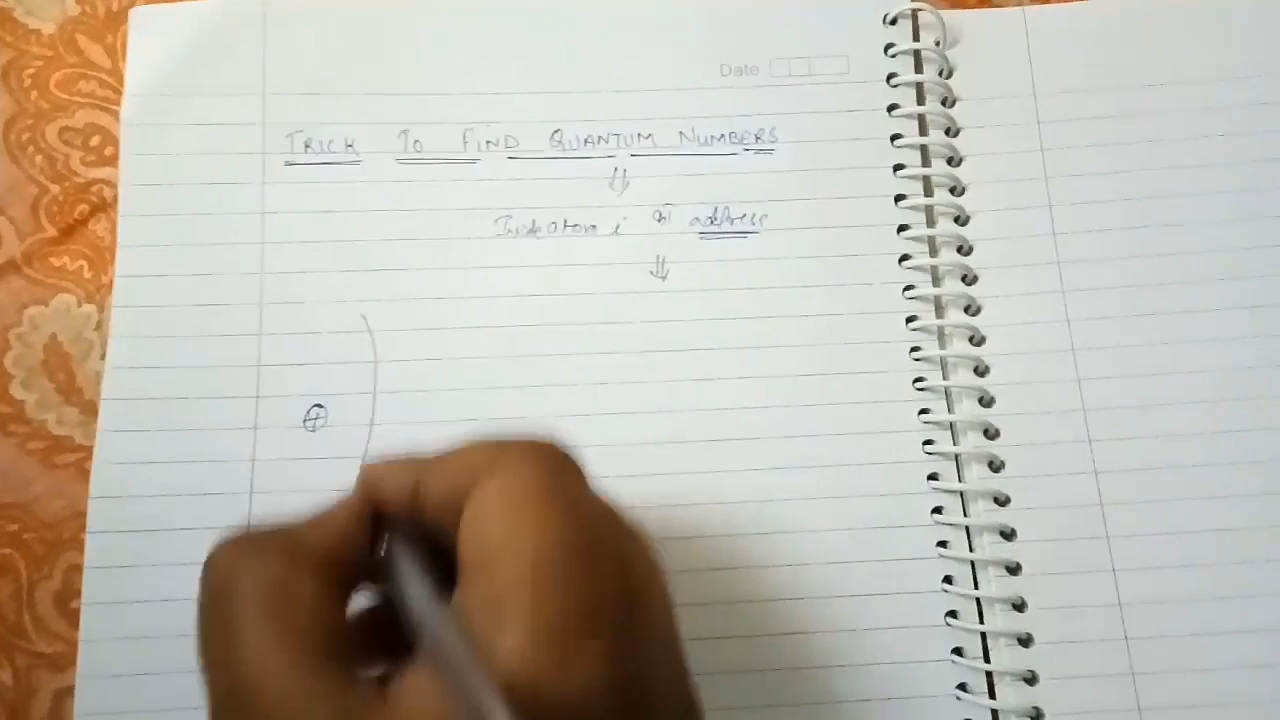 Date
TRICK TO FIND QUANTUM NUMBERS
⇓
address
⇓
⊕